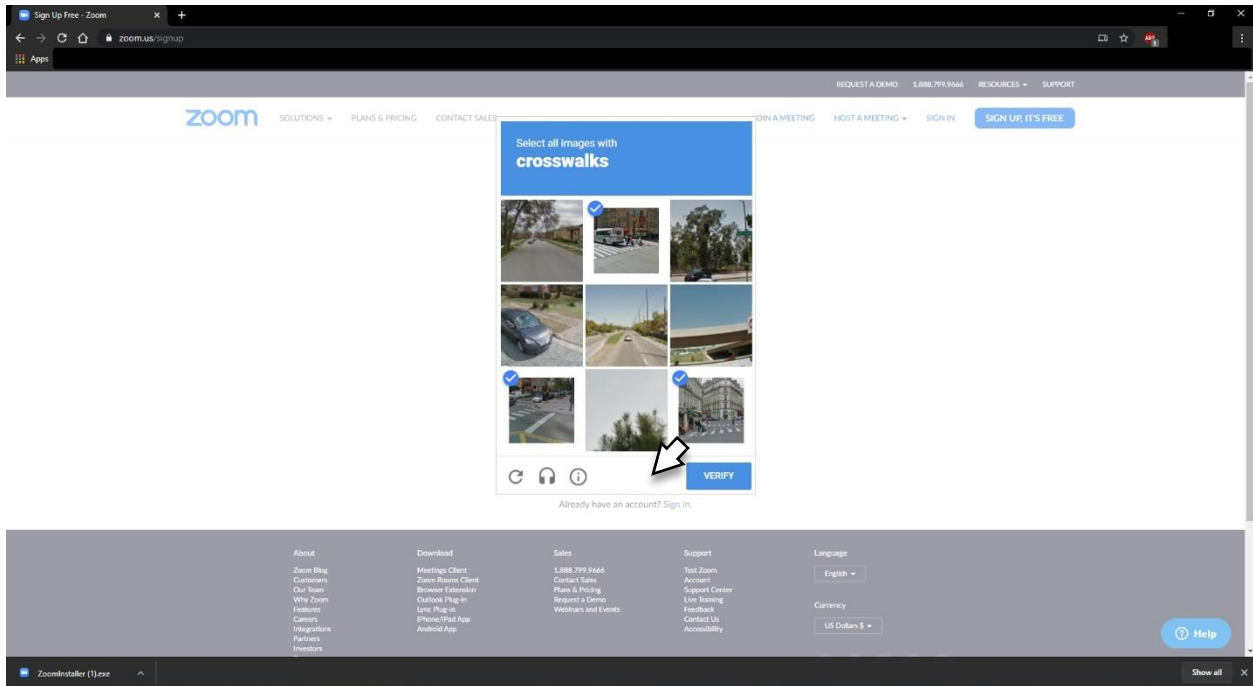 Sign Up Free - Zoom
zoom.us/signup
ABP
1
Apps
REQUEST A DEMO 1.888.799.9666 RESOURCES SUPPORT
zoom SOLUTIONS PLANS & PRICING CONTACT SALES OIN A MEETING HOST A MEETING SIGN IN SIGN UP, IT'S FREE
Select all images with
crosswalks
VERIFY
Already have an account? Sign in.
About Download Sales Support Language
Zoom Blog Meetings Client 1.888.799.9666 Test Zoom English
Customers Zoom Rooms Client Contact Sales Account
Our Team Browser Extension Plans & Pricing Support Center
Why Zoom Outlook Plug-in Request a Demo Live Training Currency
Features Lync Plug-in Webinars and Events Feedback
Careers iPhone/iPad App Contact Us US Dollars $
Integrations Android App Accessibility
Partners
Investors
Help
ZoomInstaller (1).exe Show all